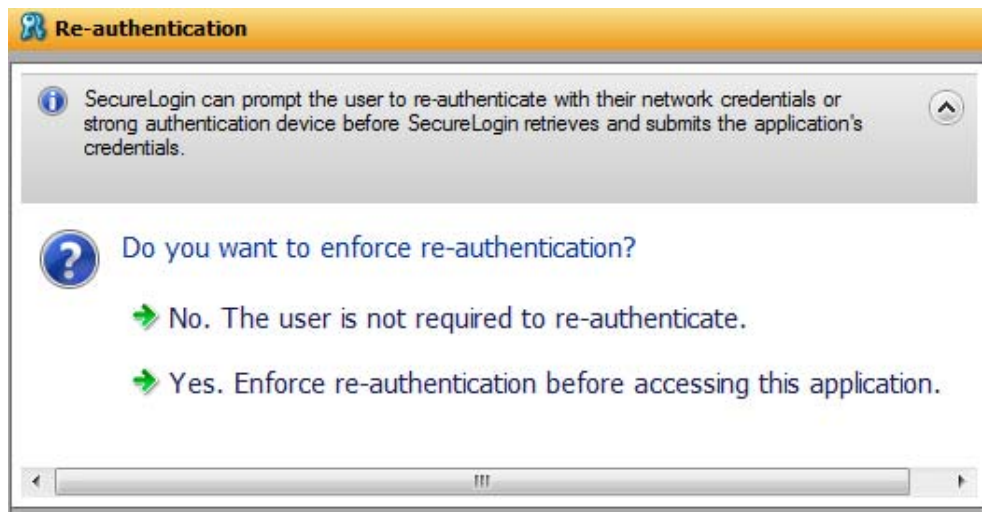 Re-authentication
SecureLogin can prompt the user to re-authenticate with their network credentials or
strong authentication device before SecureLogin retrieves and submits the application's
credentials.
Do you want to enforce re-authentication?
No. The user is not required to re-authenticate.
Yes. Enforce re-authentication before accessing this application.